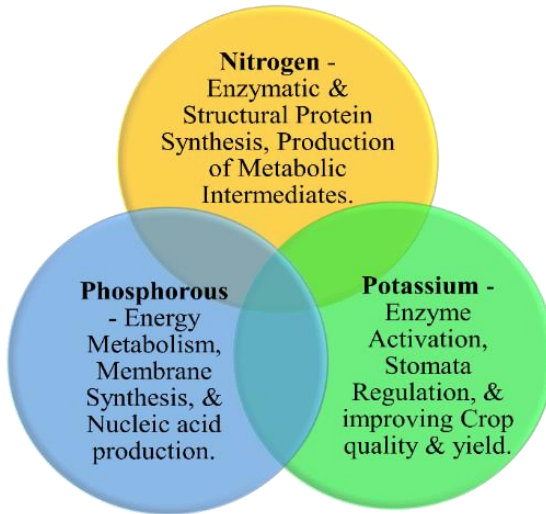 Nitrogen -
Enzymatic &
Structural Protein
Synthesis, Production
of Metabolic
Intermediates.
Phosphorous
- Energy
Metabolism,
Membrane
Synthesis, &
Nucleic acid
production.
Potassium -
Enzyme
Activation,
Stomata
Regulation, &
improving Crop
quality & yield.